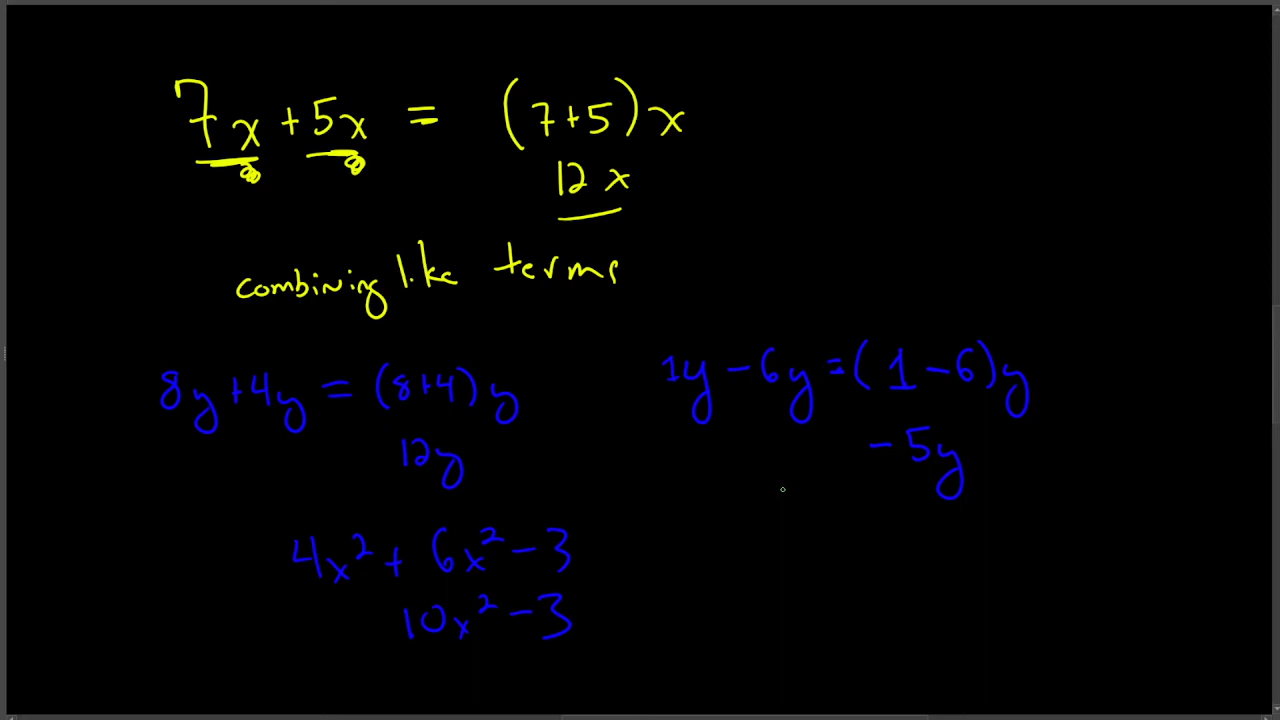 7x + 5x = (7+5)x
12 x
combining like terms
8y + 4y = (8+4)y
12y
1y - 6y = (1 - 6)y
- 5y
4x² + 6x² - 3
10x² - 3